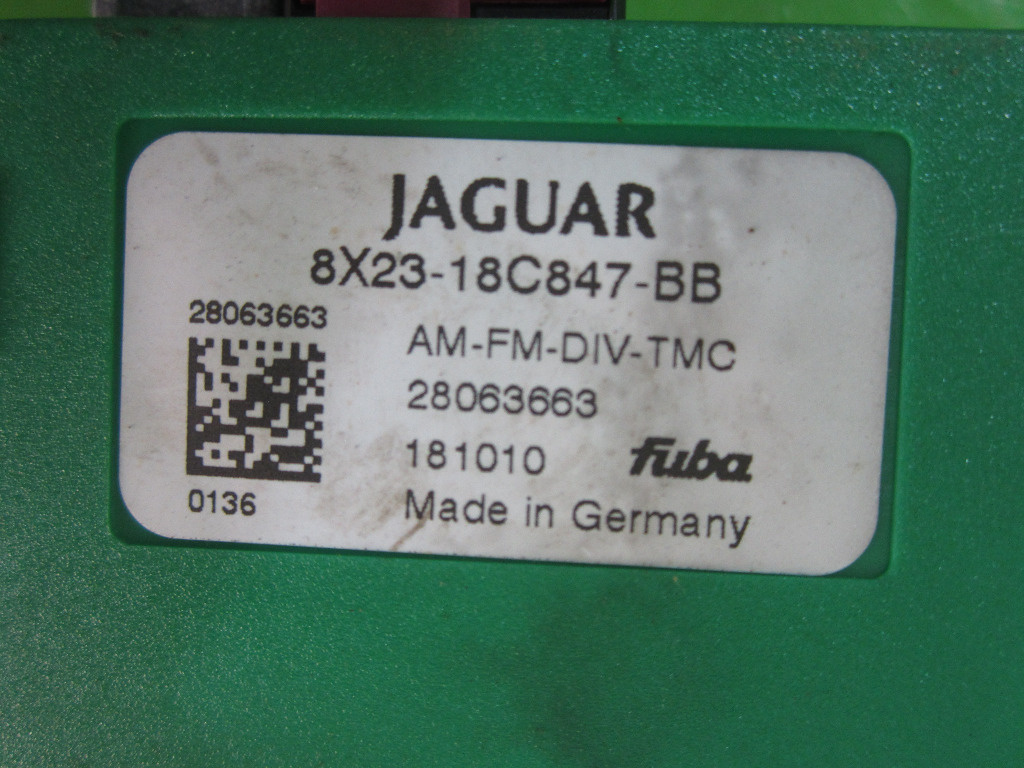 JAGUAR
8X23-18C847-BB
28063663
AM-FM-DIV-TMC
28063663
181010 fuba
0136
Made in Germany